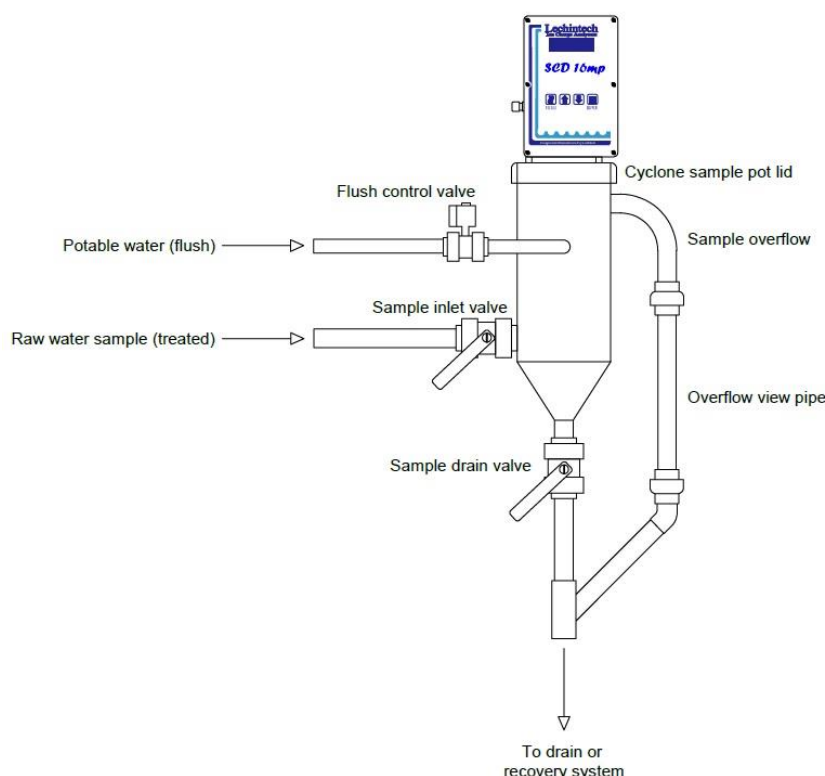 Lechintech
SCD 16mp
Cyclone sample pot lid
Flush control valve
Potable water (flush)
Sample overflow
Sample inlet valve
Raw water sample (treated)
Overflow view pipe
Sample drain valve
To drain or
recovery system